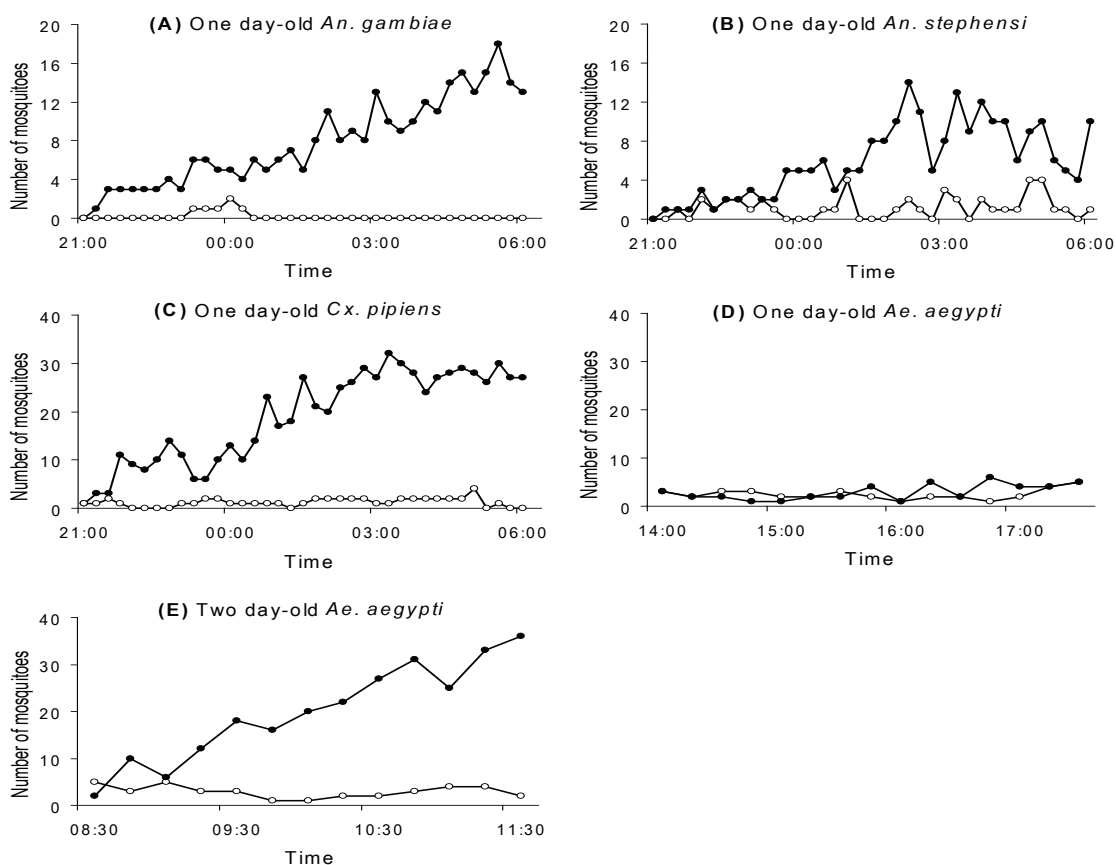 (A) One day-old An. gambiae
Number of mosquitoes
20
16
12
8
4
0
21:00 00:00 03:00 06:00
Time
(B) One day-old An. stephensi
Number of mosquitoes
20
16
12
8
4
0
21:00 00:00 03:00 06:00
Time
(C) One day-old Cx. pipiens
Number of mosquitoes
40
30
20
10
0
21:00 00:00 03:00 06:00
Time
(D) One day-old Ae. aegypti
Number of mosquitoes
40
30
20
10
0
14:00 15:00 16:00 17:00
Time
(E) Two day-old Ae. aegypti
Number of mosquitoes
40
30
20
10
0
08:30 09:30 10:30 11:30
Time